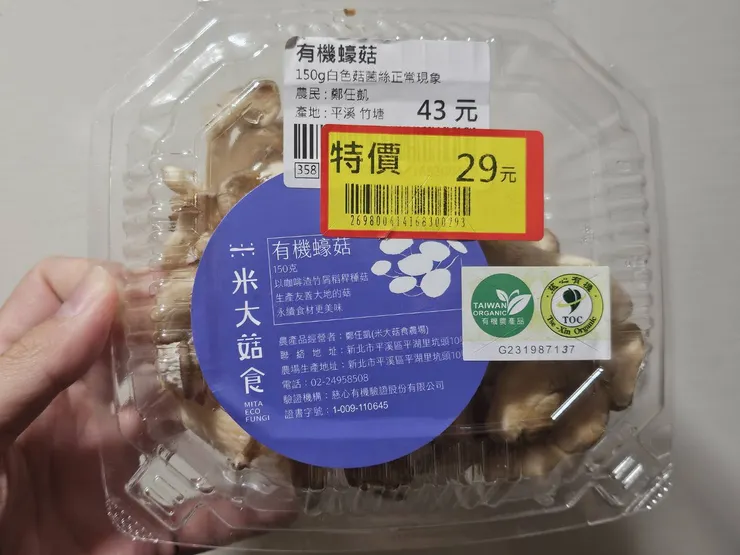 有機蠔菇
150g白色菇菌絲正常現象
農民：鄭任凱
產地：平溪 竹塘
43 元
358
特價
29元
269800414368300293
有機蠔菇
150克
以咖啡渣竹屑稻稈種菇
生產友善大地的菇
永續食材更美味
米大菇食
MITA
ECO
FUNGI
農產品經營者：鄭任凱(米大菇食農場)
聯絡地址：新北市平溪區平湖里坑頭10
農場生產地址：新北市平溪區平湖里坑頭10
電話：02-24958508
驗證機構：慈心有機驗證股份有限公司
證書字號：1-009-110645
TAIWAN
ORGANIC
有機農產品
慈心有機
TOC
Tse-Xin Organic
G231987137